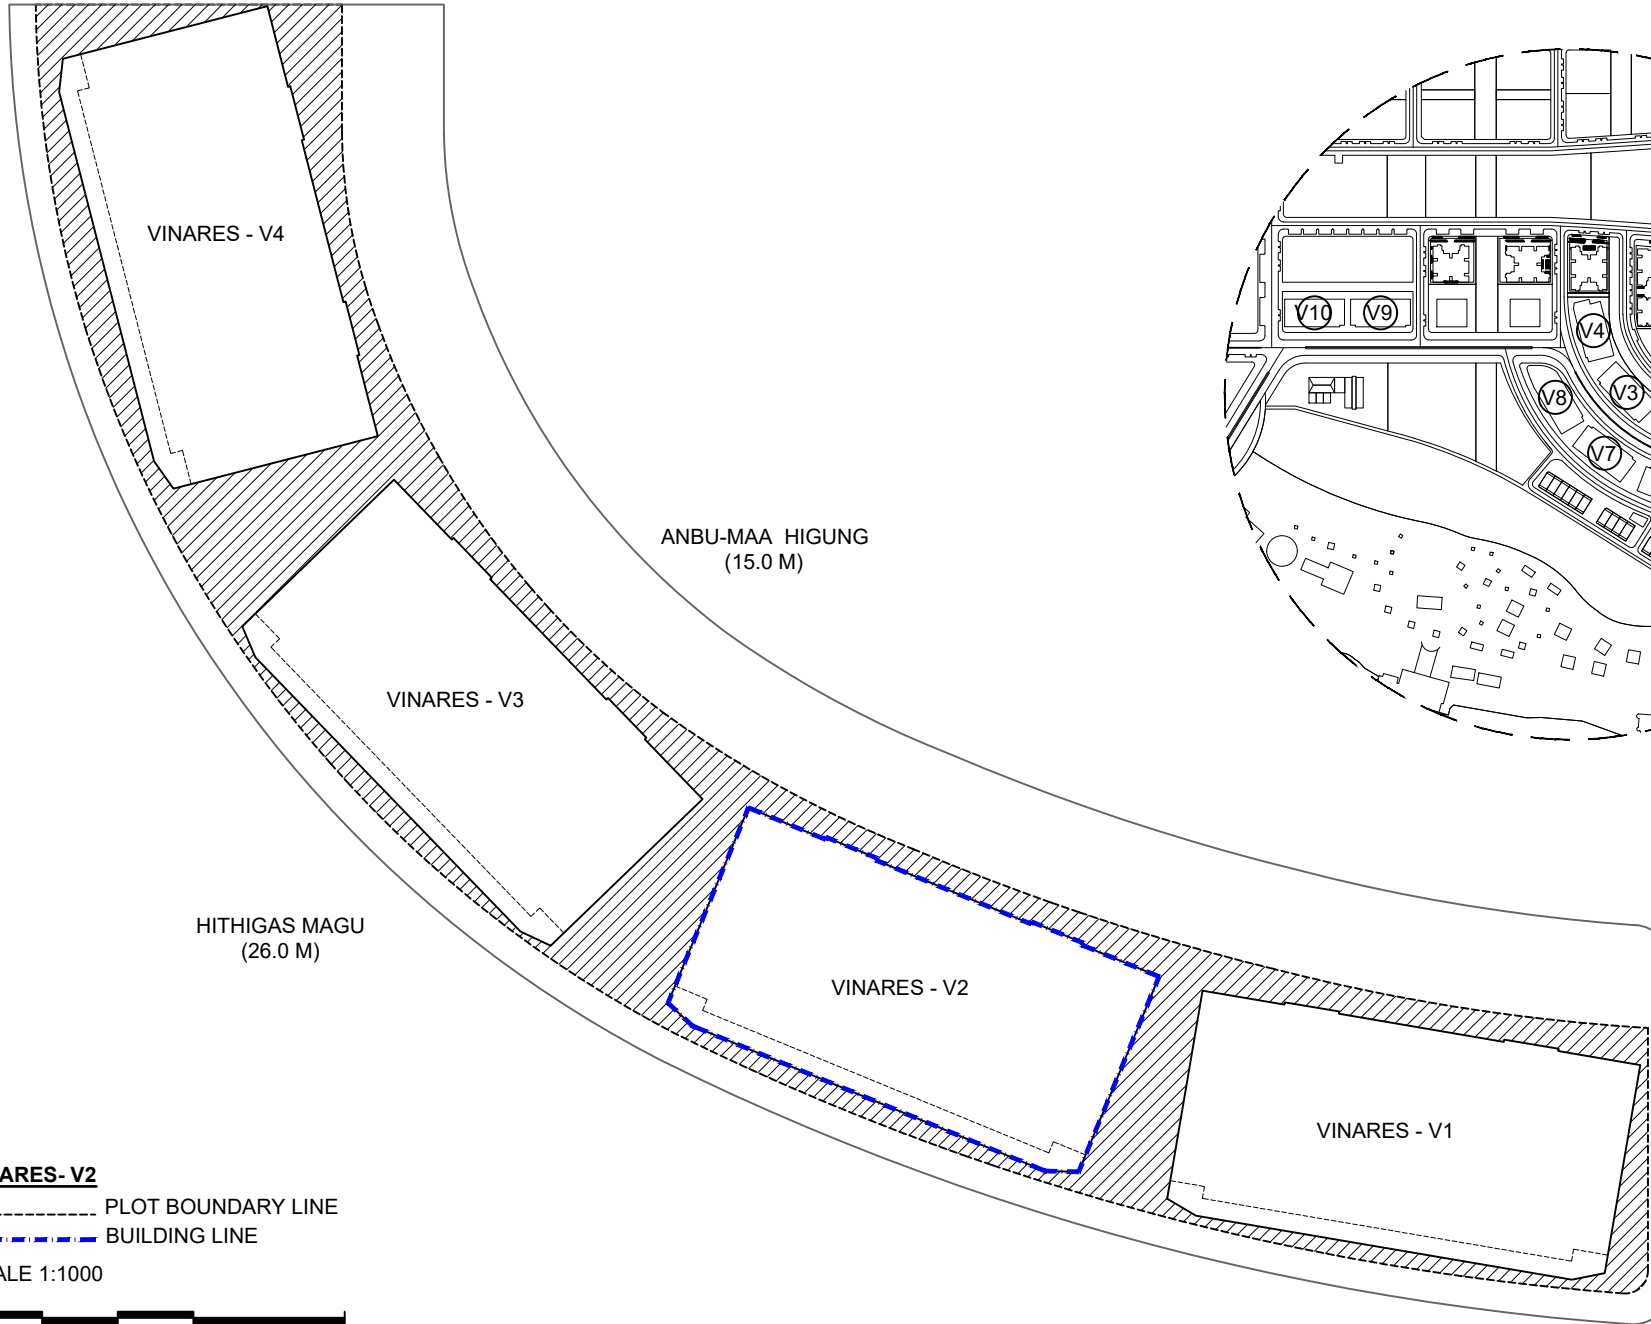 VINARES - V4
V10
V9
V4
V3
V8
V7
ANBU-MAA HIGUNG
(15.0 M)
VINARES - V3
HITHIGAS MAGU
(26.0 M)
VINARES - V2
VINARES - V1
ARES- V2
PLOT BOUNDARY LINE
BUILDING LINE
ALE 1:1000